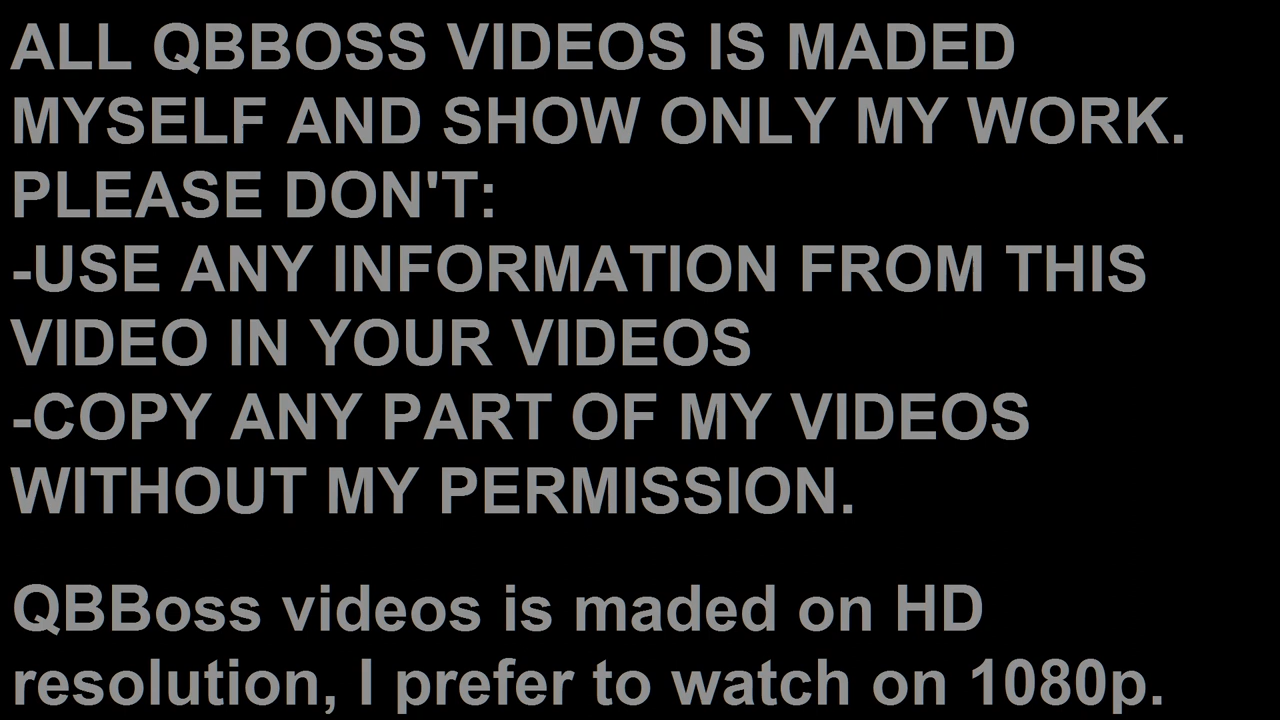 ALL QBBOSS VIDEOS IS MADED
MYSELF AND SHOW ONLY MY WORK.
PLEASE DON'T:
-USE ANY INFORMATION FROM THIS
VIDEO IN YOUR VIDEOS
-COPY ANY PART OF MY VIDEOS
WITHOUT MY PERMISSION.
QBBoss videos is maded on HD
resolution, I prefer to watch on 1080p.